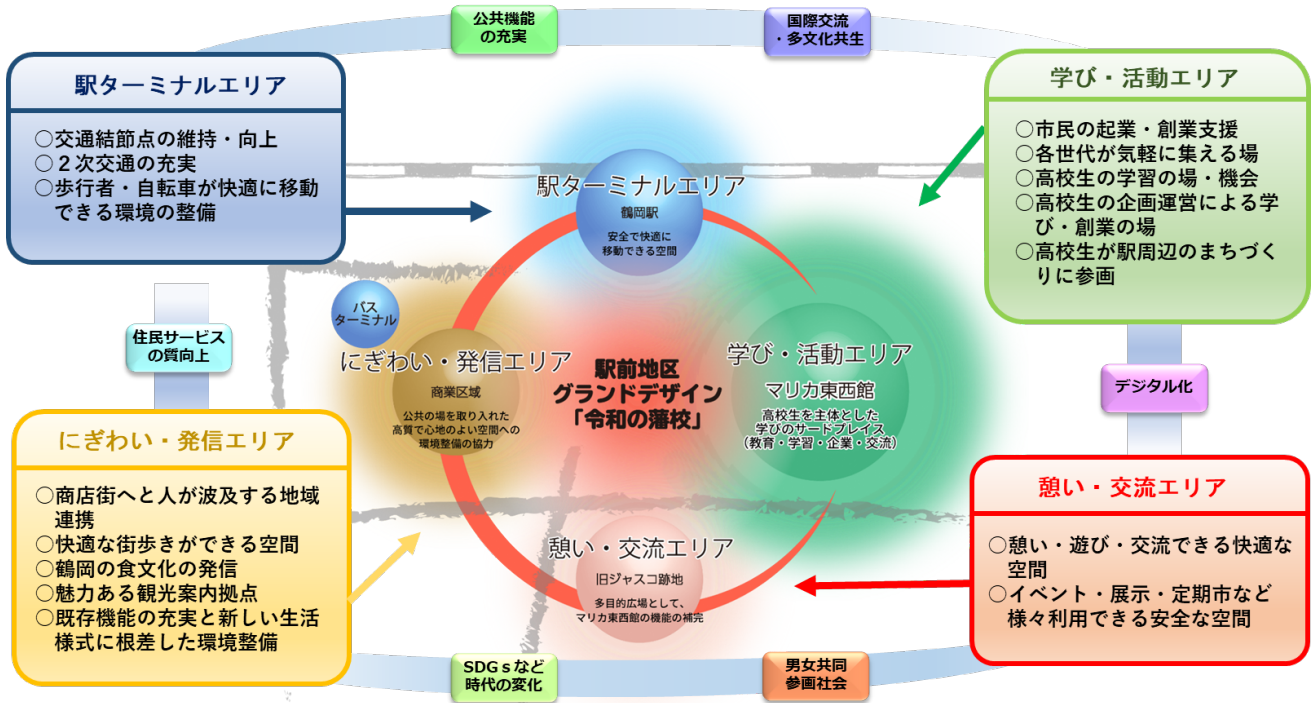 公共機能
の充実
国際交流
・多文化共生
駅ターミナルエリア
○交通結節点の維持・向上
○２次交通の充実
○歩行者・自転車が快適に移動
できる環境の整備
学び・活動エリア
○市民の起業・創業支援
○各世代が気軽に集える場
○高校生の学習の場・機会
○高校生の企画運営による学
び・創業の場
○高校生が駅周辺のまちづく
りに参画
駅ターミナルエリア
鶴岡駅
安全で快適に
移動できる空間
バス
ターミナル
住民サービス
の質向上
にぎわい・発信エリア
商業区域
公共の場を取り入れた
高質で心地のよい空間への
環境整備の協力
駅前地区
グランドデザイン
「令和の藩校」
学び・活動エリア
マリカ東西館
高校生を主体とした
学びのサードプレイス
（教育・学習・企業・交流）
デジタル化
にぎわい・発信エリア
○商店街へと人が波及する地域
連携
○快適な街歩きができる空間
○鶴岡の食文化の発信
○魅力ある観光案内拠点
○既存機能の充実と新しい生活
様式に根差した環境整備
憩い・交流エリア
旧ジャスコ跡地
多目的広場として、
マリカ東西館の機能の補完
憩い・交流エリア
○憩い・遊び・交流できる快適な
空間
○イベント・展示・定期市など
様々利用できる安全な空間
SDGｓなど
時代の変化
男女共同
参画社会